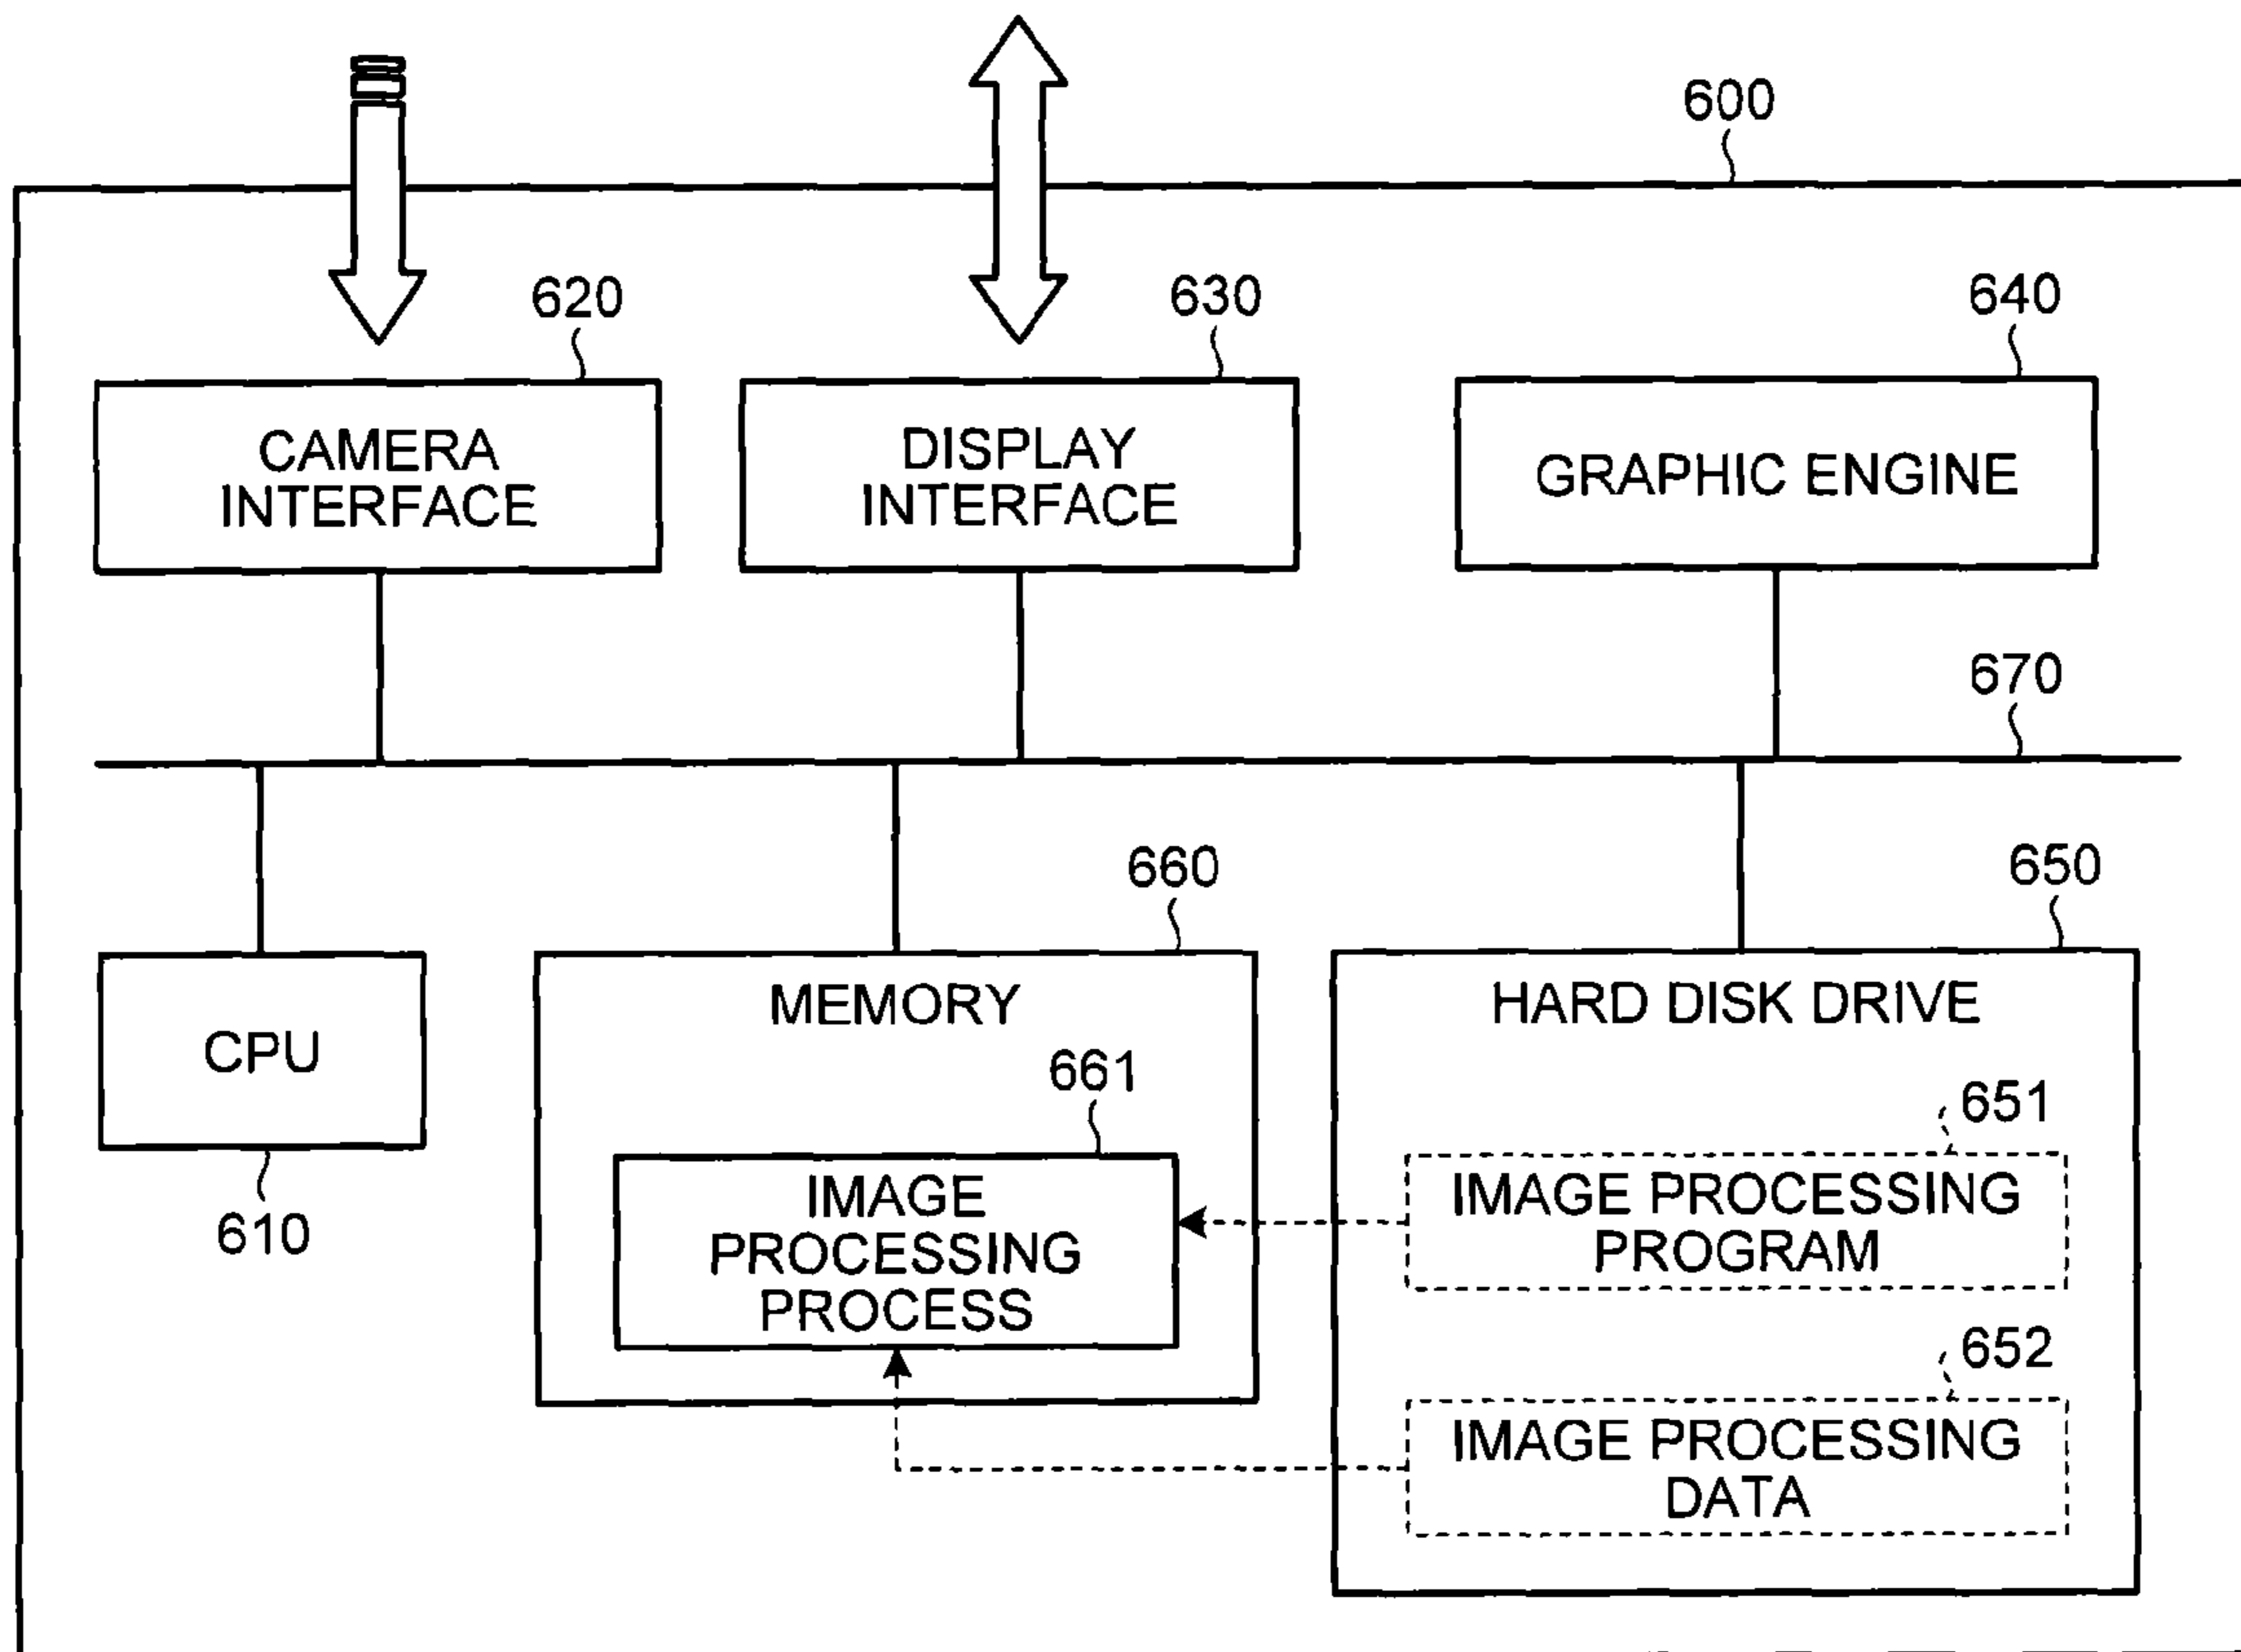 600
620
630
640
CAMERA
INTERFACE
DISPLAY
INTERFACE
GRAPHIC ENGINE
670
660
650
CPU
610
MEMORY
661
IMAGE
PROCESSING
PROCESS
HARD DISK DRIVE
651
IMAGE PROCESSING
PROGRAM
652
IMAGE PROCESSING
DATA